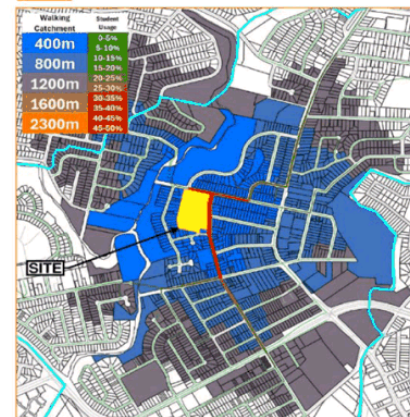 Walking
Catchment
Student
Usage
400m
800m
1200m
1600m
2300m
0-5%
5-10%
10-15%
15-20%
20-25%
25-30%
30-35%
35-40%
40-45%
45-50%
SITE